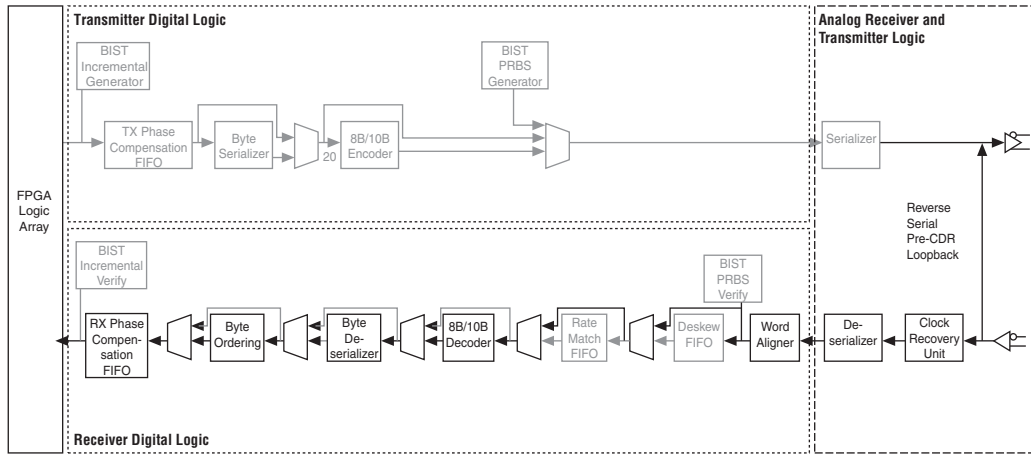 Transmitter Digital Logic
Analog Receiver and
Transmitter Logic
BIST
Incremental
Generator
BIST
PRBS
Generator
TX Phase
Compensation
FIFO
Byte
Serializer
20
8B/10B
Encoder
Serializer
FPGA
Logic
Array
Reverse
Serial
Pre-CDR
Loopback
BIST
Incremental
Verify
BIST
PRBS
Verify
RX Phase
Compen-
sation
FIFO
Byte
Ordering
Byte
De-
serializer
8B/10B
Decoder
Rate
Match
FIFO
Deskew
FIFO
Word
Aligner
De-
serializer
Clock
Recovery
Unit
Receiver Digital Logic